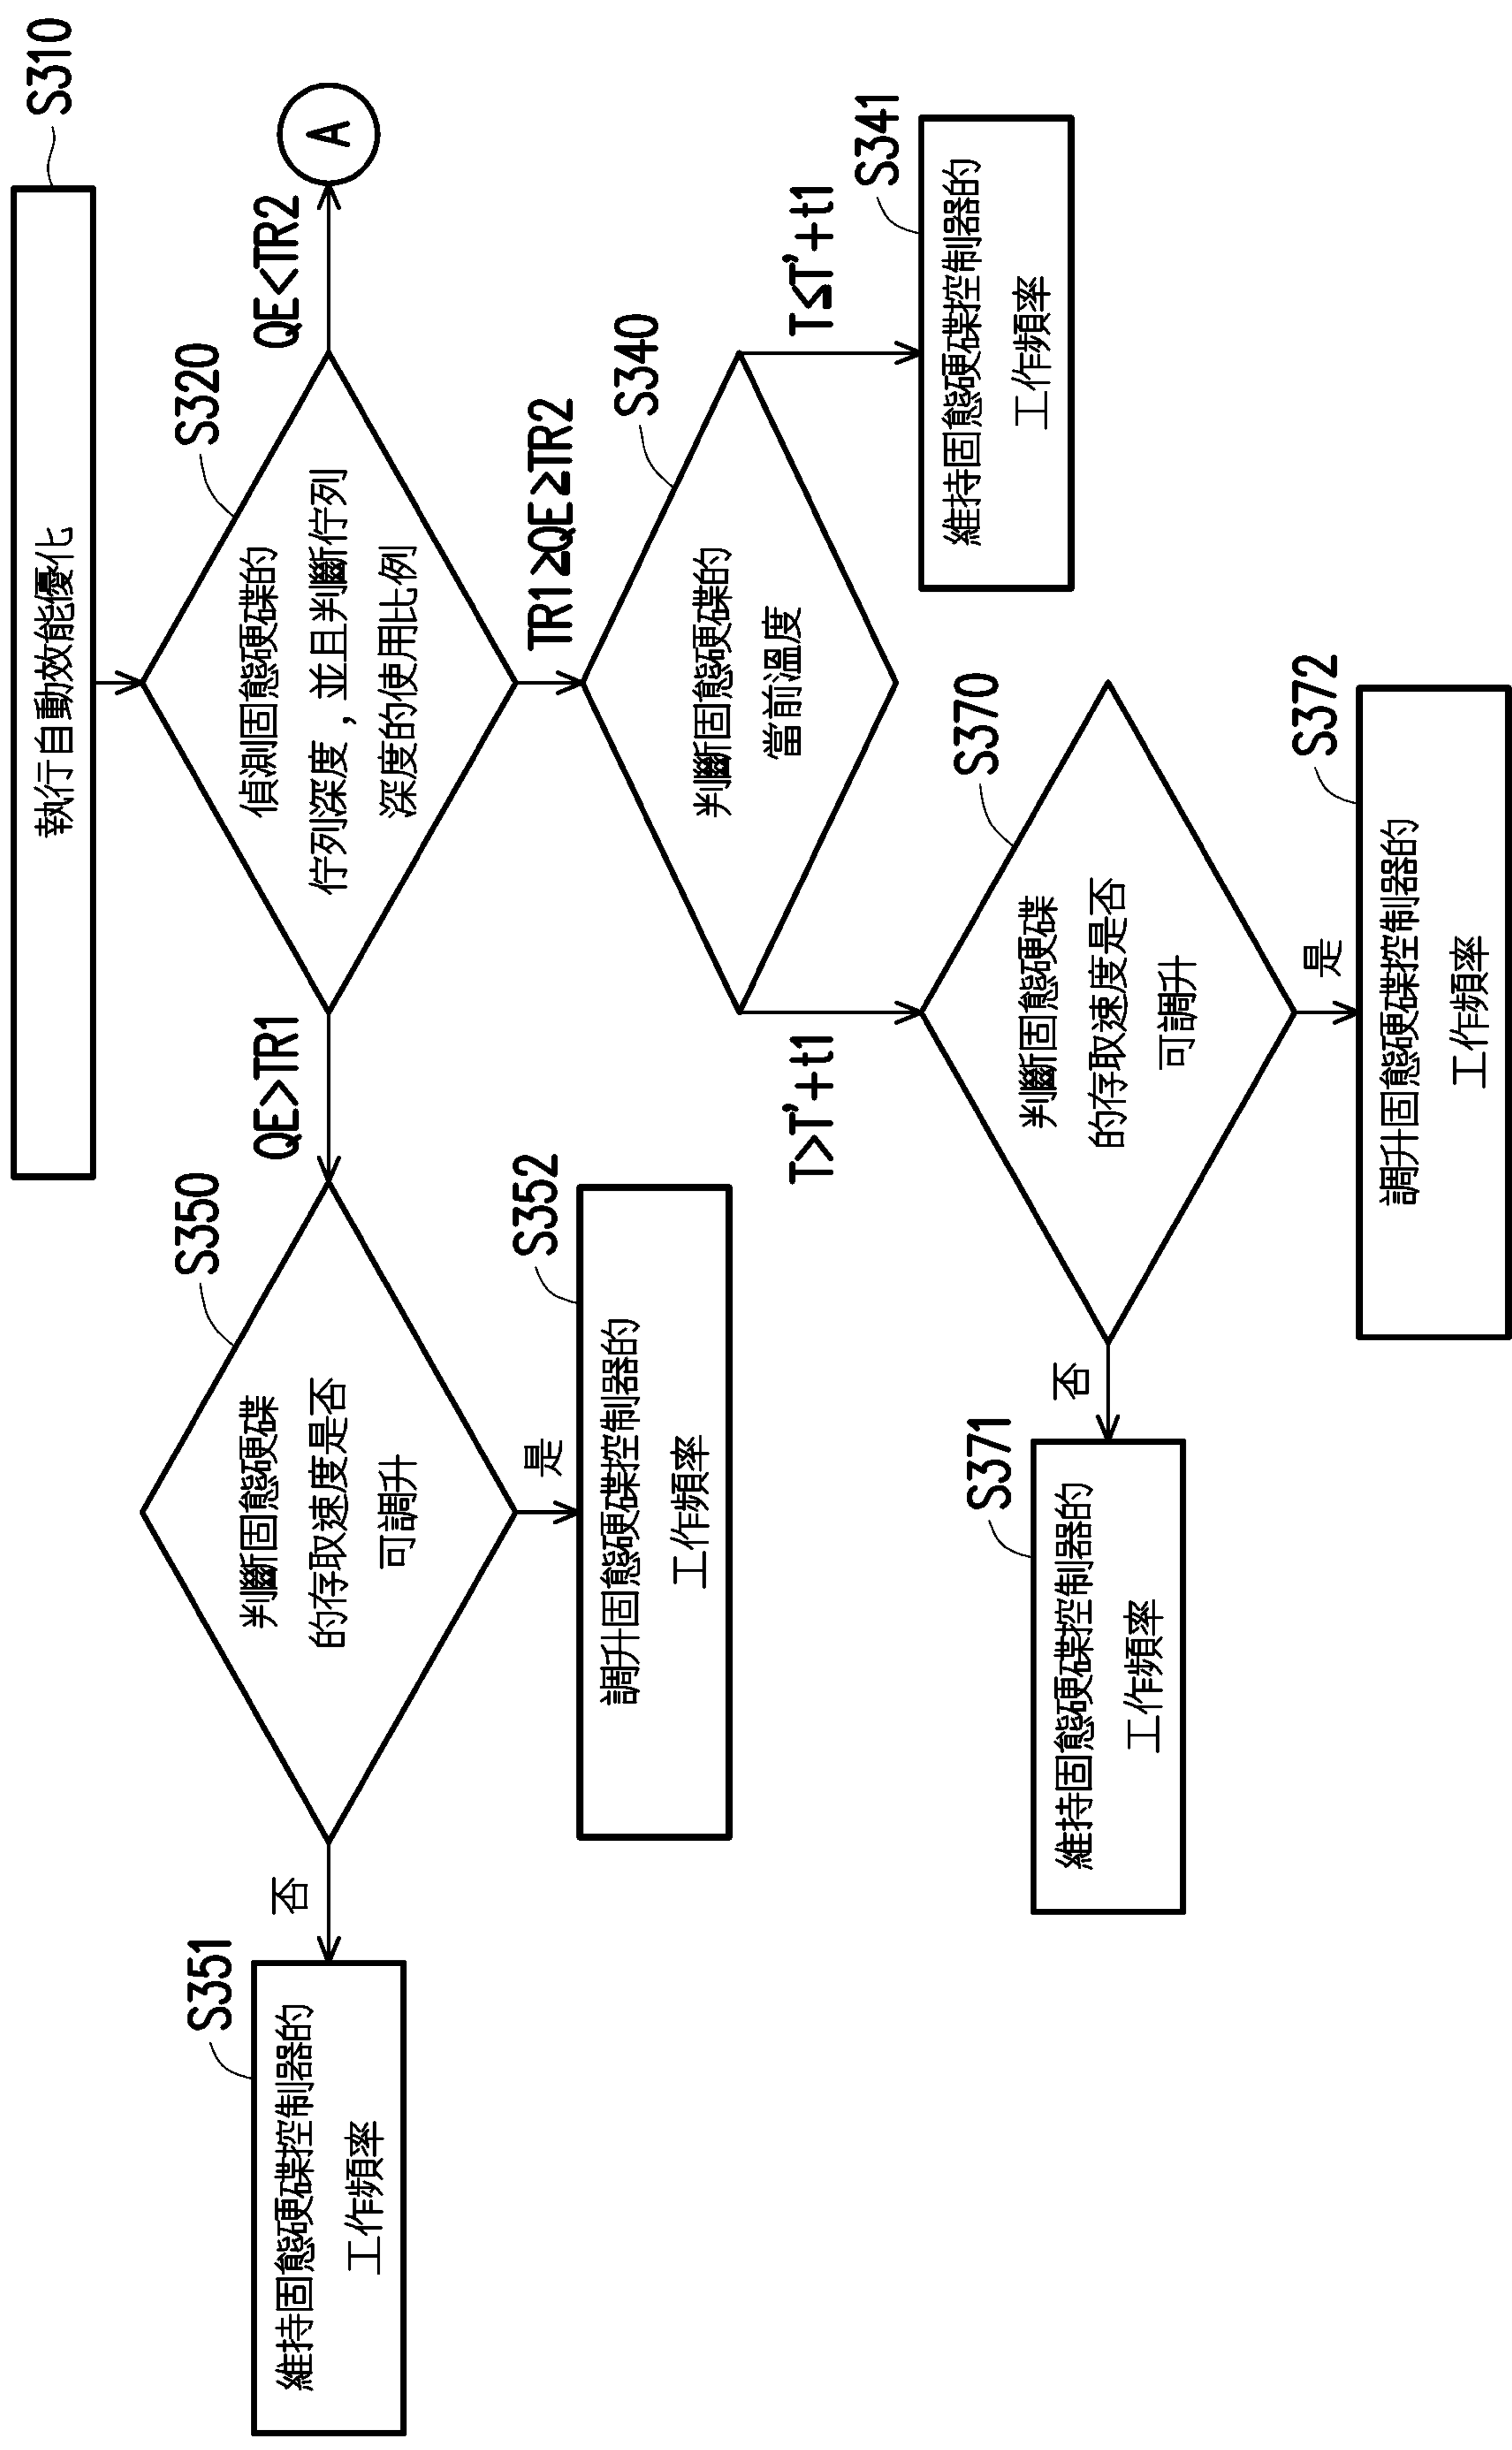 S310
執行自動效能優化
S320
偵測固態硬碟的
佇列深度，並且判斷佇列
深度的使用比例
QE<TR2
A
QE>TR1
S350
判斷固態硬碟
的存取速度是否
可調升
否
S351
維持固態硬碟控制器的
工作頻率
是
S352
調升固態硬碟控制器的
工作頻率
TR1≥QE≥TR2
S340
判斷固態硬碟的
當前溫度
T≤T'+t1
S341
維持固態硬碟控制器的
工作頻率
T>T'+t1
S370
判斷固態硬碟
的存取速度是否
可調升
否
S371
維持固態硬碟控制器的
工作頻率
是
S372
調升固態硬碟控制器的
工作頻率